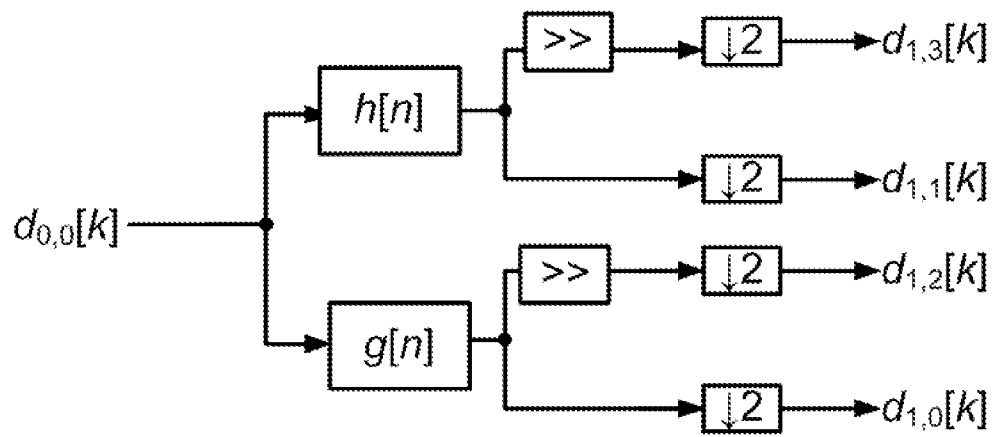 >>
↓2
d1,3[k]
h[n]
↓2
d1,1[k]
d0,0[k]
>>
↓2
d1,2[k]
g[n]
↓2
d1,0[k]